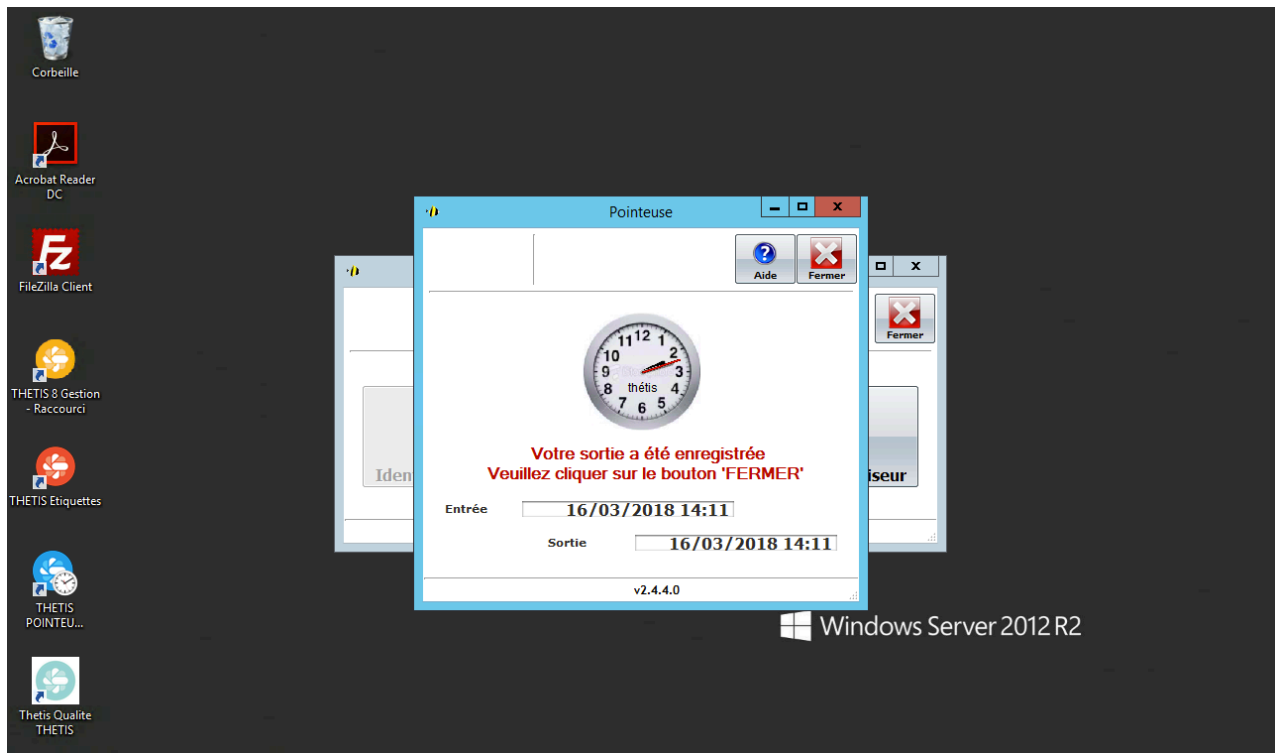 Corbeille
Acrobat Reader
DC
FileZilla Client
THETIS 8 Gestion
- Raccourci
THETIS Etiquettes
THETIS
POINTEU...
Thetis Qualite
THETIS
Pointeuse
Aide
Fermer
11 12 1
10 2
9 3
8 thétis 4
7 6 5
Votre sortie a été enregistrée
Veuillez cliquer sur le bouton 'FERMER'
Entrée 16/03/2018 14:11
Sortie 16/03/2018 14:11
v2.4.4.0
Fermer
Iden
iseur
Windows Server 2012 R2